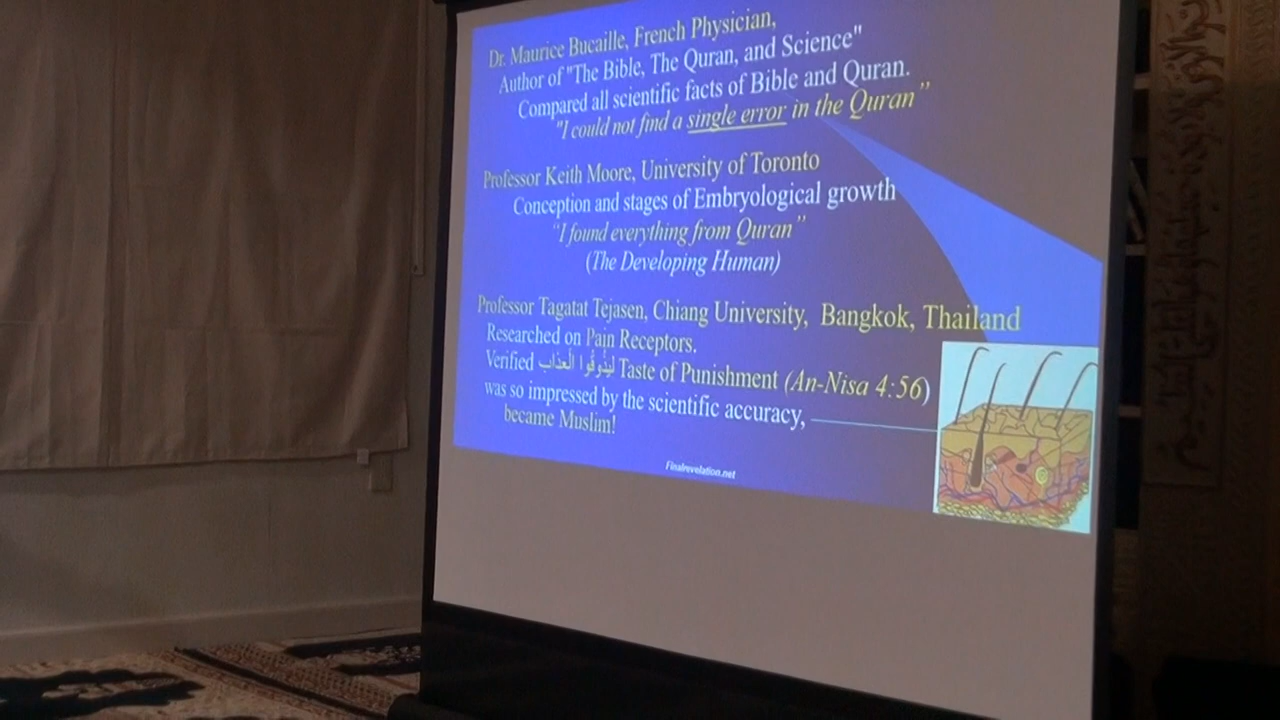 Dr. Maurice Bucaille, French Physician,
Author of "The Bible, The Quran, and Science"
Compared all scientific facts of Bible and Quran.
"I could not find a single error in the Quran"
Professor Keith Moore, University of Toronto
Conception and stages of Embryological growth
"I found everything from Quran"
(The Developing Human)
Professor Tagatat Tejasen, Chiang University, Bangkok, Thailand
Researched on Pain Receptors.
Verified لِيَذُوقُوا الْعَذَابَ Taste of Punishment (An-Nisa 4:56)
was so impressed by the scientific accuracy,
became Muslim!
Finalrevelation.net